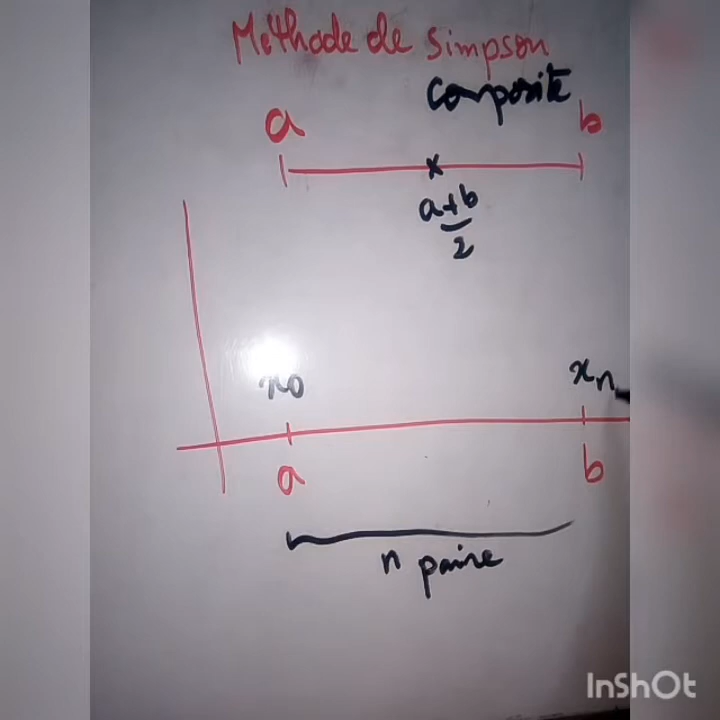 Méthode de Simpson
composite
a
b
a+b
2
x0
xn
a
b
n paire
InShOt